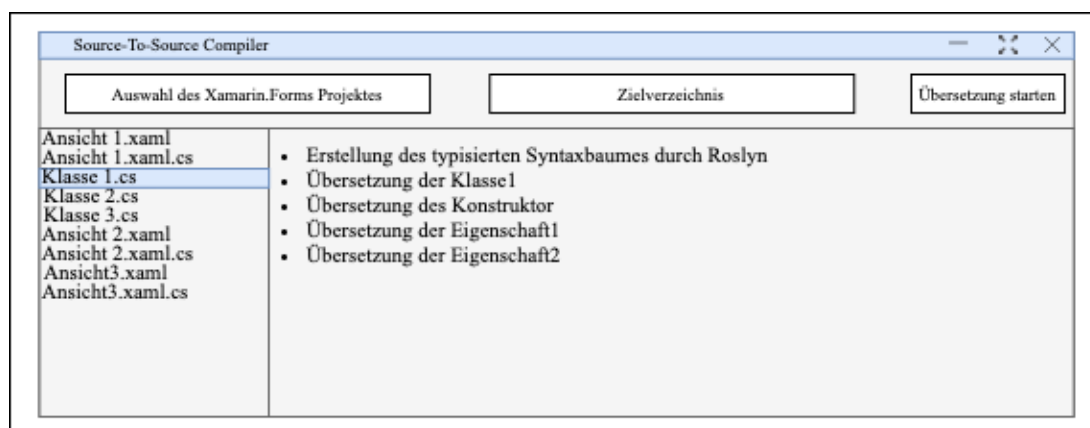 Source-To-Source Compiler
Auswahl des Xamarin.Forms Projektes
Zielverzeichnis
Übersetzung starten
Ansicht 1.xaml
Ansicht 1.xaml.cs
Klasse 1.cs
Klasse 2.cs
Klasse 3.cs
Ansicht 2.xaml
Ansicht 2.xaml.cs
Ansicht3.xaml
Ansicht3.xaml.cs
• Erstellung des typisierten Syntaxbaumes durch Roslyn
• Übersetzung der Klasse1
• Übersetzung des Konstruktor
• Übersetzung der Eigenschaft1
• Übersetzung der Eigenschaft2